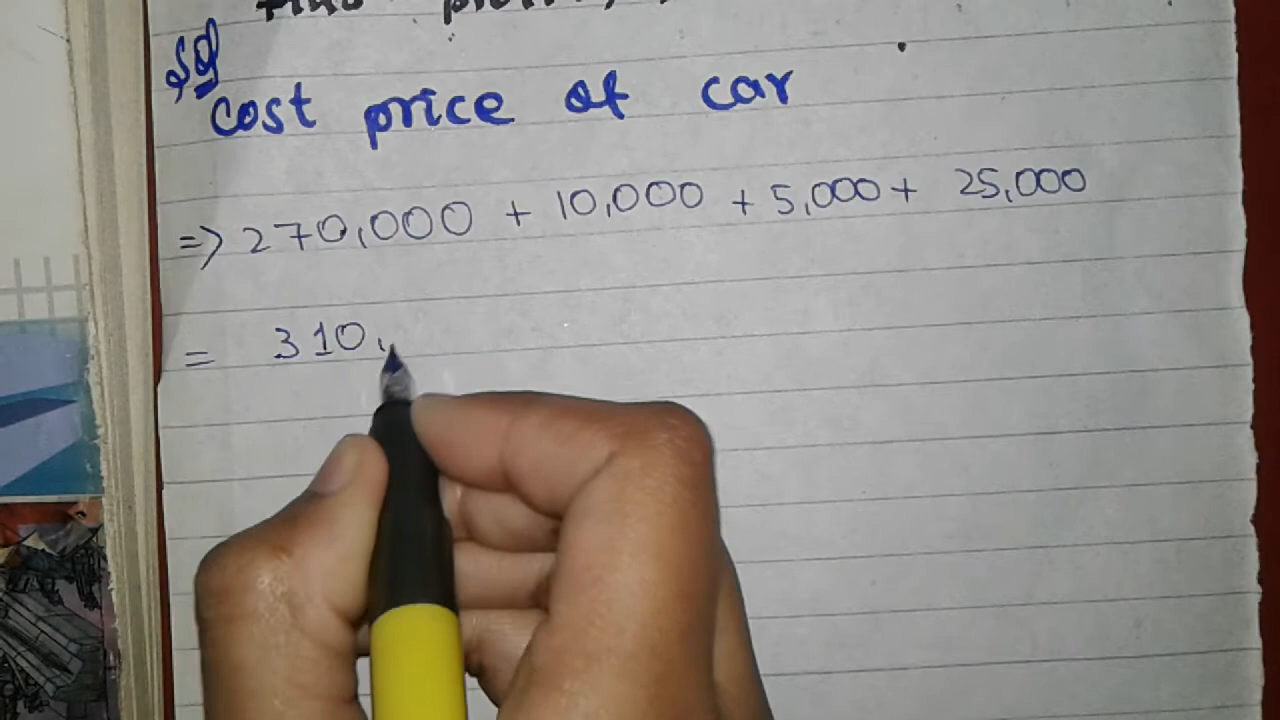 Sol
cost price of car
=> 270,000 + 10,000 + 5,000 + 25,000
= 310,